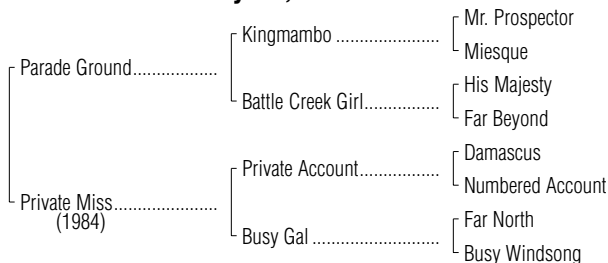 Mr. Prospector
Kingmambo ..................
Miesque
Parade Ground..................
His Majesty
Battle Creek Girl................
Far Beyond
Damascus
Private Account.................
Numbered Account
Private Miss......................
(1984)
Far North
Busy Gal ............................
Busy Windsong